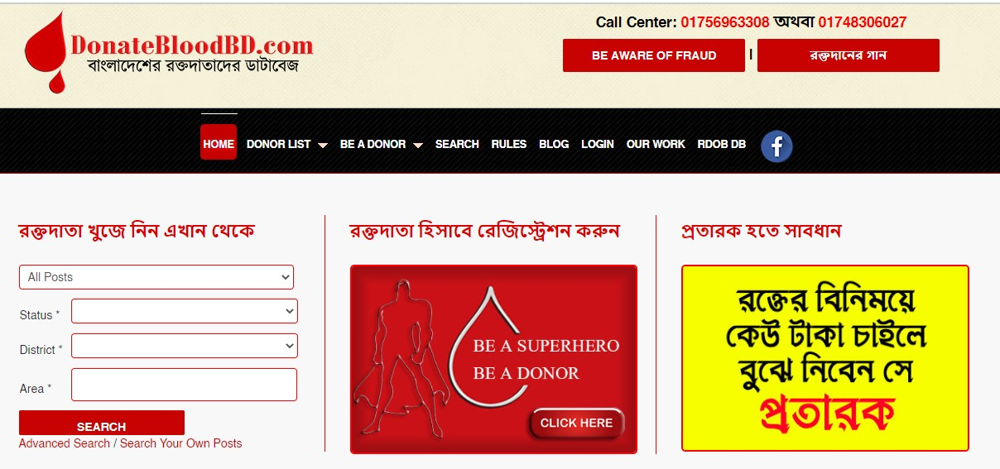 DonateBloodBD.com
বাংলাদেশের রক্তদাতাদের ডাটাবেজ
Call Center: 01756963308 অথবা 01748306027
BE AWARE OF FRAUD | রক্তদানের গান
HOME DONOR LIST BE A DONOR SEARCH RULES BLOG LOGIN OUR WORK RDOB DB f
রক্তদাতা খুজে নিন এখান থেকে
All Posts
Status *
District *
Area *
SEARCH
Advanced Search / Search Your Own Posts
রক্তদাতা হিসাবে রেজিস্ট্রেশন করুন
BE A SUPERHERO
BE A DONOR
CLICK HERE
প্রতারক হতে সাবধান
রক্তের বিনিময়ে
কেউ টাকা চাইলে
বুঝে নিবেন সে
প্রতারক